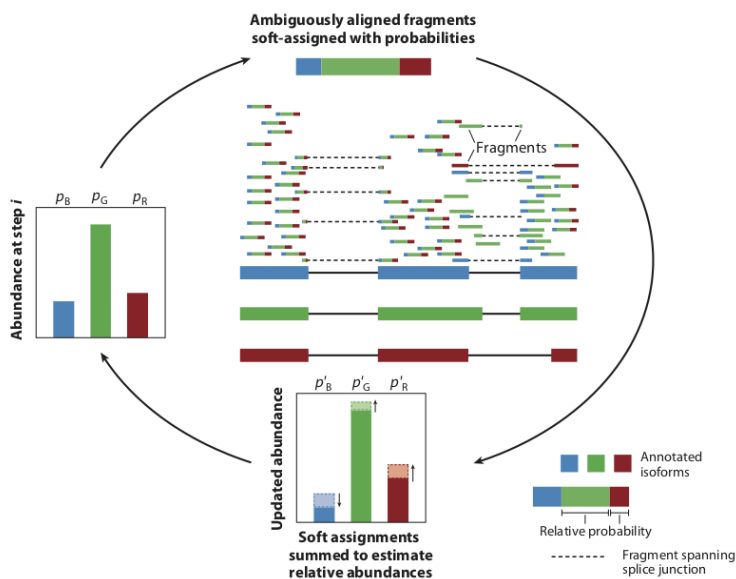 Ambiguously aligned fragments
soft-assigned with probabilities
Fragments
pB pG pR
Abundance at step i
p′B p′G p′R
Updated abundance
Soft assignments
summed to estimate
relative abundances
Annotated
isoforms
Relative probability
Fragment spanning
splice junction